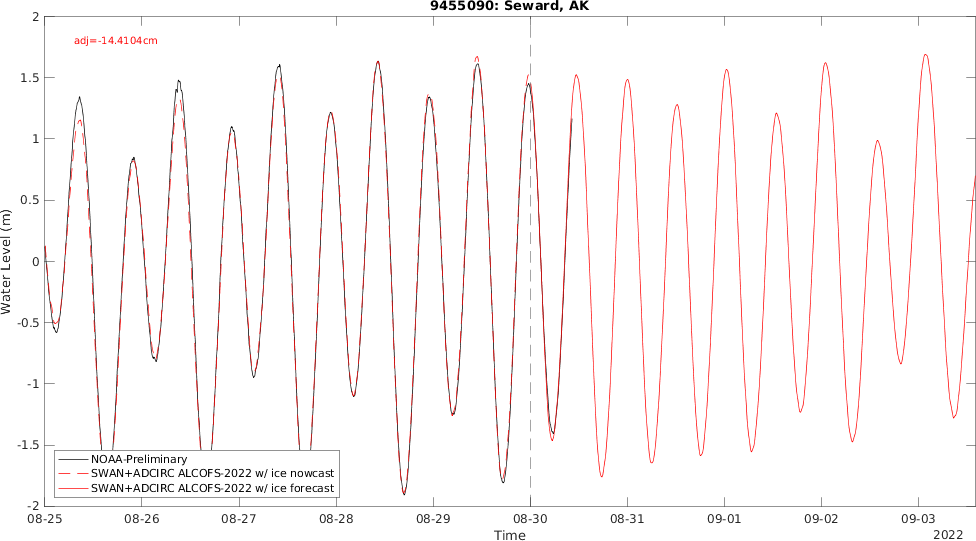 9455090: Seward, AK
adj=-14.4104cm
2
1.5
1
0.5
0
-0.5
-1
-1.5
-2
Water Level (m)
NOAA-Preliminary
SWAN+ADCIRC ALCOFS-2022 w/ ice nowcast
SWAN+ADCIRC ALCOFS-2022 w/ ice forecast
08-25 08-26 08-27 08-28 08-29 08-30 08-31 09-01 09-02 09-03
Time
2022